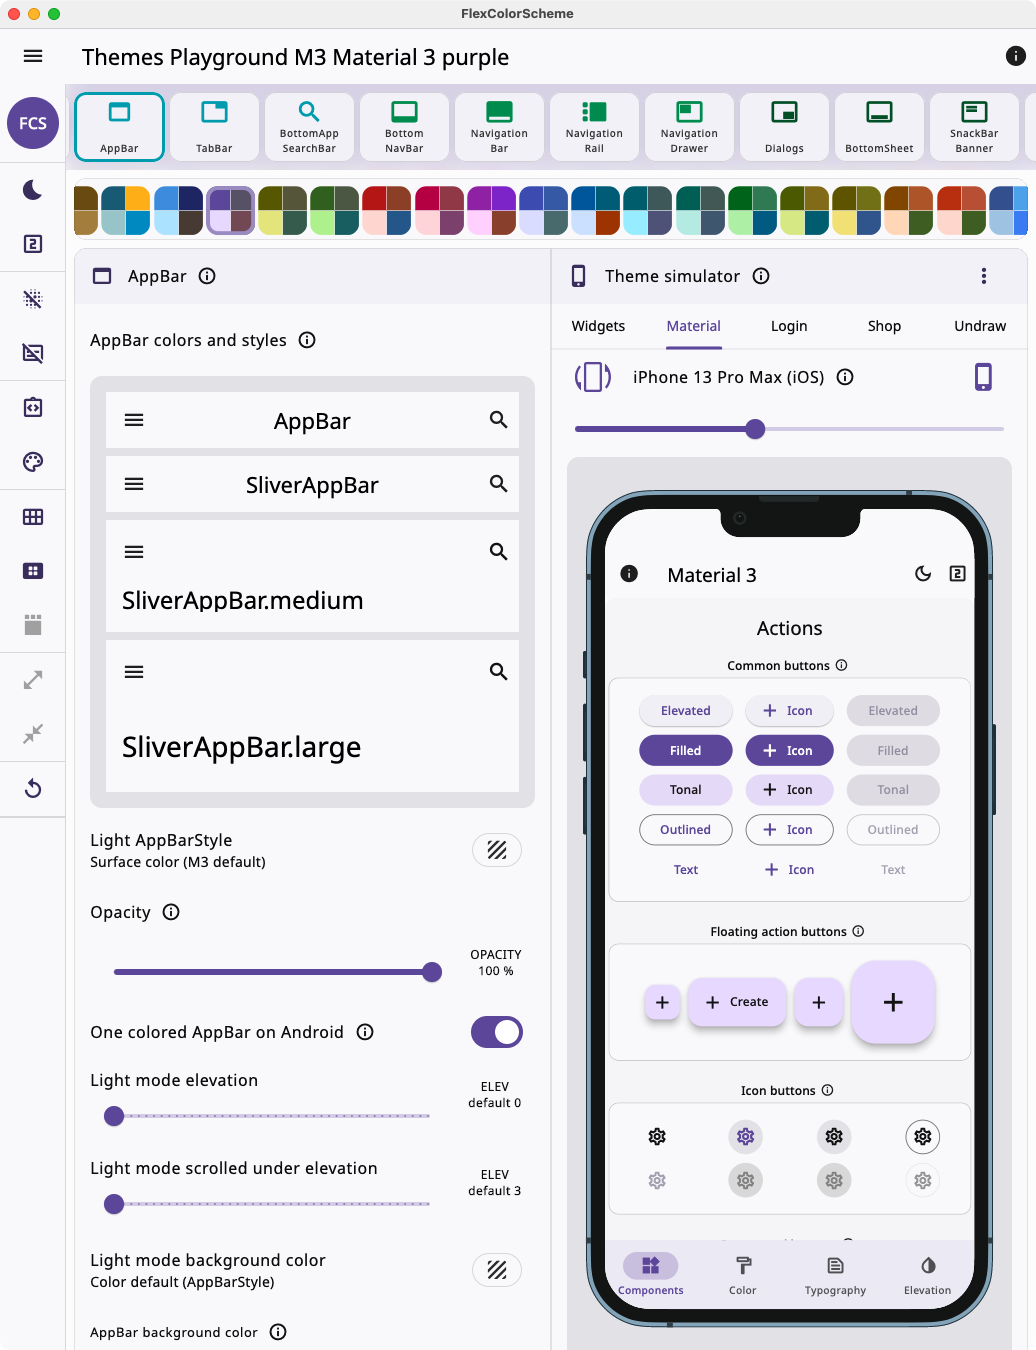 FlexColorScheme
Themes Playground M3 Material 3 purple
FCS
AppBar
TabBar
BottomApp
SearchBar
Bottom
NavBar
Navigation
Bar
Navigation
Rail
Navigation
Drawer
Dialogs
BottomSheet
SnackBar
Banner
AppBar
AppBar colors and styles
AppBar
SliverAppBar
SliverAppBar.medium
SliverAppBar.large
Light AppBarStyle
Surface color (M3 default)
Opacity
OPACITY
100 %
One colored AppBar on Android
Light mode elevation
ELEV
default 0
Light mode scrolled under elevation
ELEV
default 3
Light mode background color
Color default (AppBarStyle)
AppBar background color
Theme simulator
Widgets Material Login Shop Undraw
iPhone 13 Pro Max (iOS)
Material 3
Actions
Common buttons
Elevated Icon Elevated
Filled Icon Filled
Tonal Icon Tonal
Outlined Icon Outlined
Text Icon Text
Floating action buttons
Create
Icon buttons
Components Color Typography Elevation